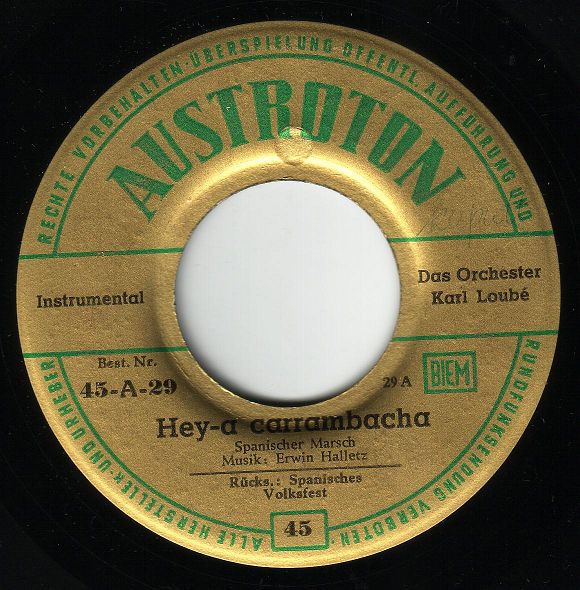 ALLE HERSTELLER- UND URHEBER-
RECHTE VORBEHALTEN · ÜBERSPIELUNG ÖFFENTL. AUFFÜHRUNG UND
RUNDFUNKSENDUNG VERBOTEN ·
AUSTROTON
Instrumental
Das Orchester
Karl Loubé
Best. Nr.
45-A-29
29 A
BIEM
Hey-a carrambacha
Spanischer Marsch
Musik: Erwin Halletz
Rücks.: Spanisches
Volksfest
45